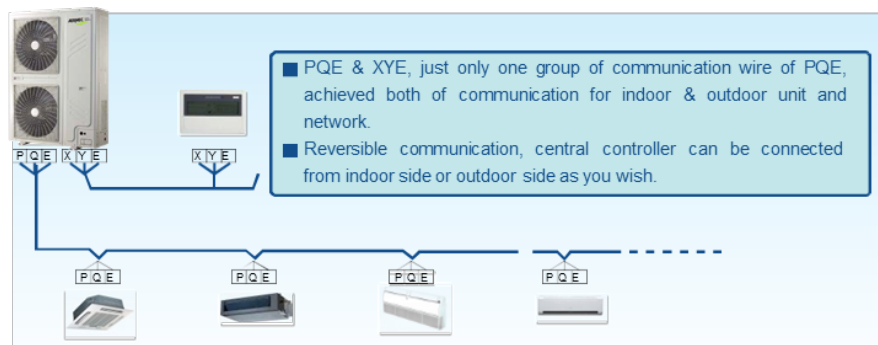 ■ PQE & XYE, just only one group of communication wire of PQE,
achieved both of communication for indoor & outdoor unit and
network.
■ Reversible communication, central controller can be connected
from indoor side or outdoor side as you wish.
P Q E X Y E X Y E
P Q E P Q E P Q E P Q E